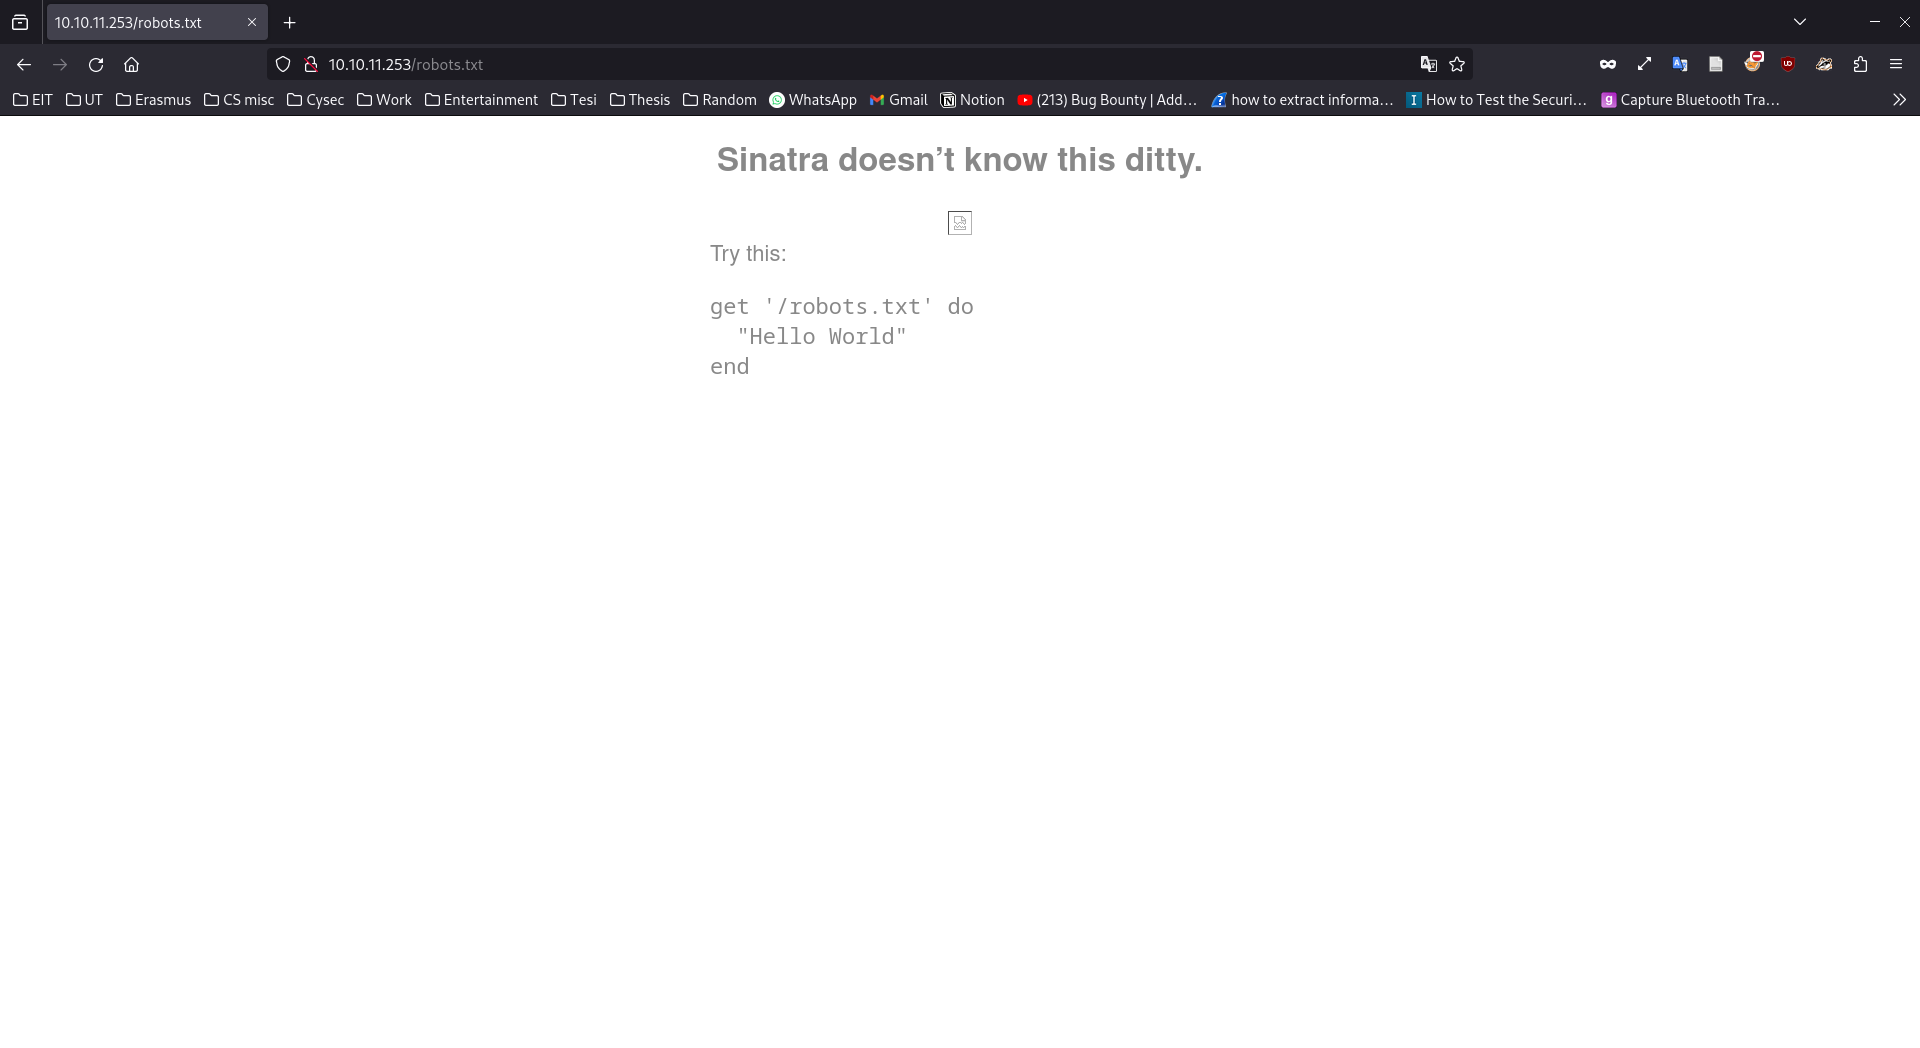 10.10.11.253/robots.txt
10.10.11.253/robots.txt
EIT UT Erasmus CS misc Cysec Work Entertainment Tesi Thesis Random WhatsApp Gmail Notion (213) Bug Bounty | Add… how to extract informa… How to Test the Securi… Capture Bluetooth Tra…
Sinatra doesn’t know this ditty.
Try this:
get '/robots.txt' do
  "Hello World"
end